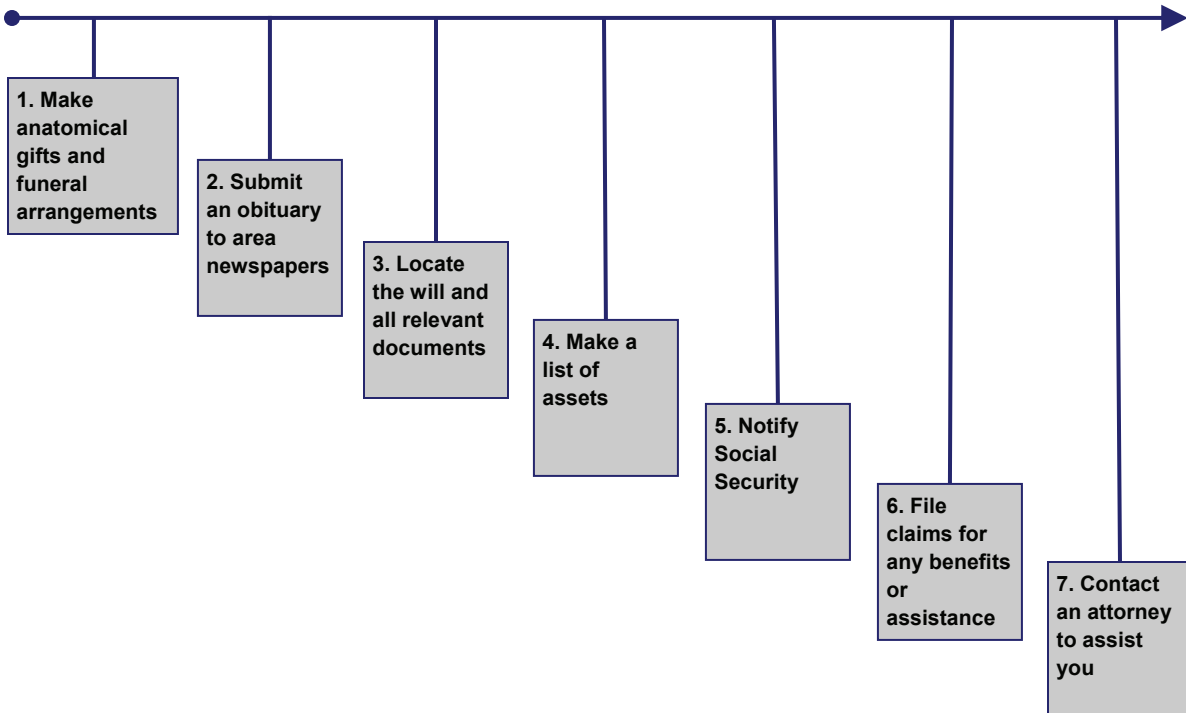 1. Make
anatomical
gifts and
funeral
arrangements
2. Submit
an obituary
to area
newspapers
3. Locate
the will and
all relevant
documents
4. Make a
list of
assets
5. Notify
Social
Security
6. File
claims for
any benefits
or
assistance
7. Contact
an attorney
to assist
you